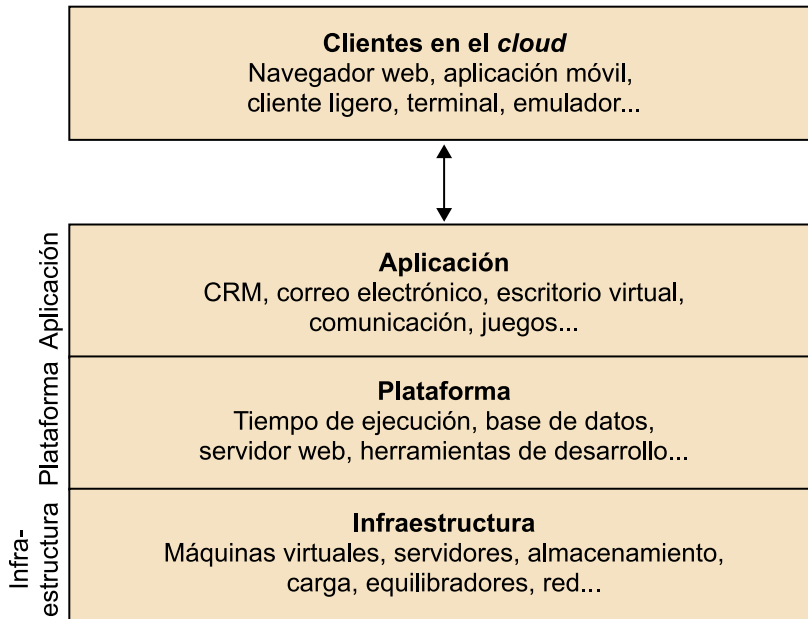 Clientes en el cloud
Navegador web, aplicación móvil,
cliente ligero, terminal, emulador...
Aplicación
Aplicación
CRM, correo electrónico, escritorio virtual,
comunicación, juegos...
Plataforma
Plataforma
Tiempo de ejecución, base de datos,
servidor web, herramientas de desarrollo...
Infra-
estructura
Infraestructura
Máquinas virtuales, servidores, almacenamiento,
carga, equilibradores, red...